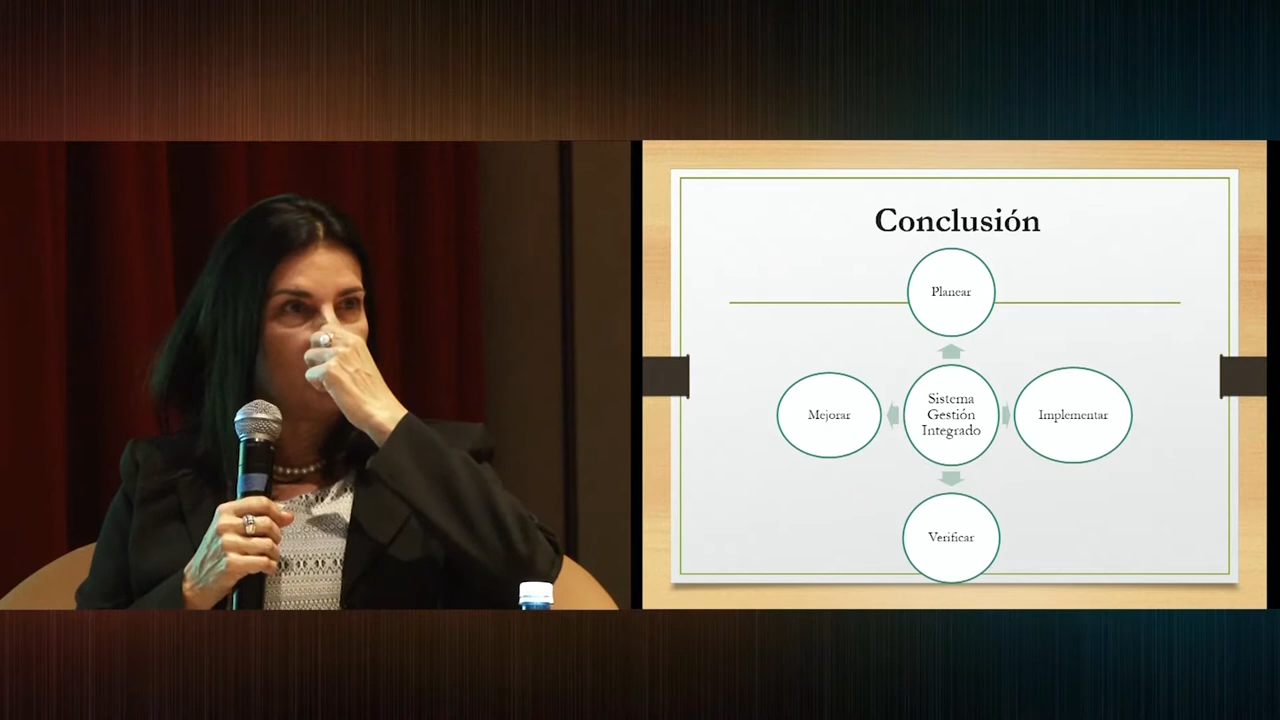 Conclusión
Planear
Mejorar
Sistema
Gestión
Integrado
Implementar
Verificar